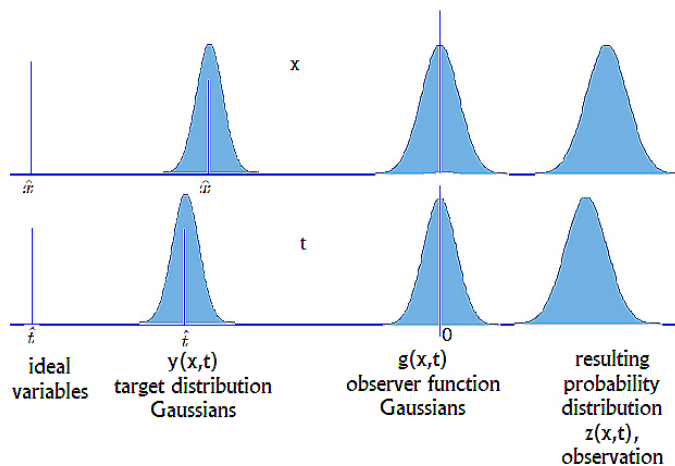 x
x̂ x̂
t
t̂ t̂ 0
ideal
variables
y(x,t)
target distribution
Gaussians
g(x,t)
observer function
Gaussians
resulting
probability
distribution
z(x,t),
observation